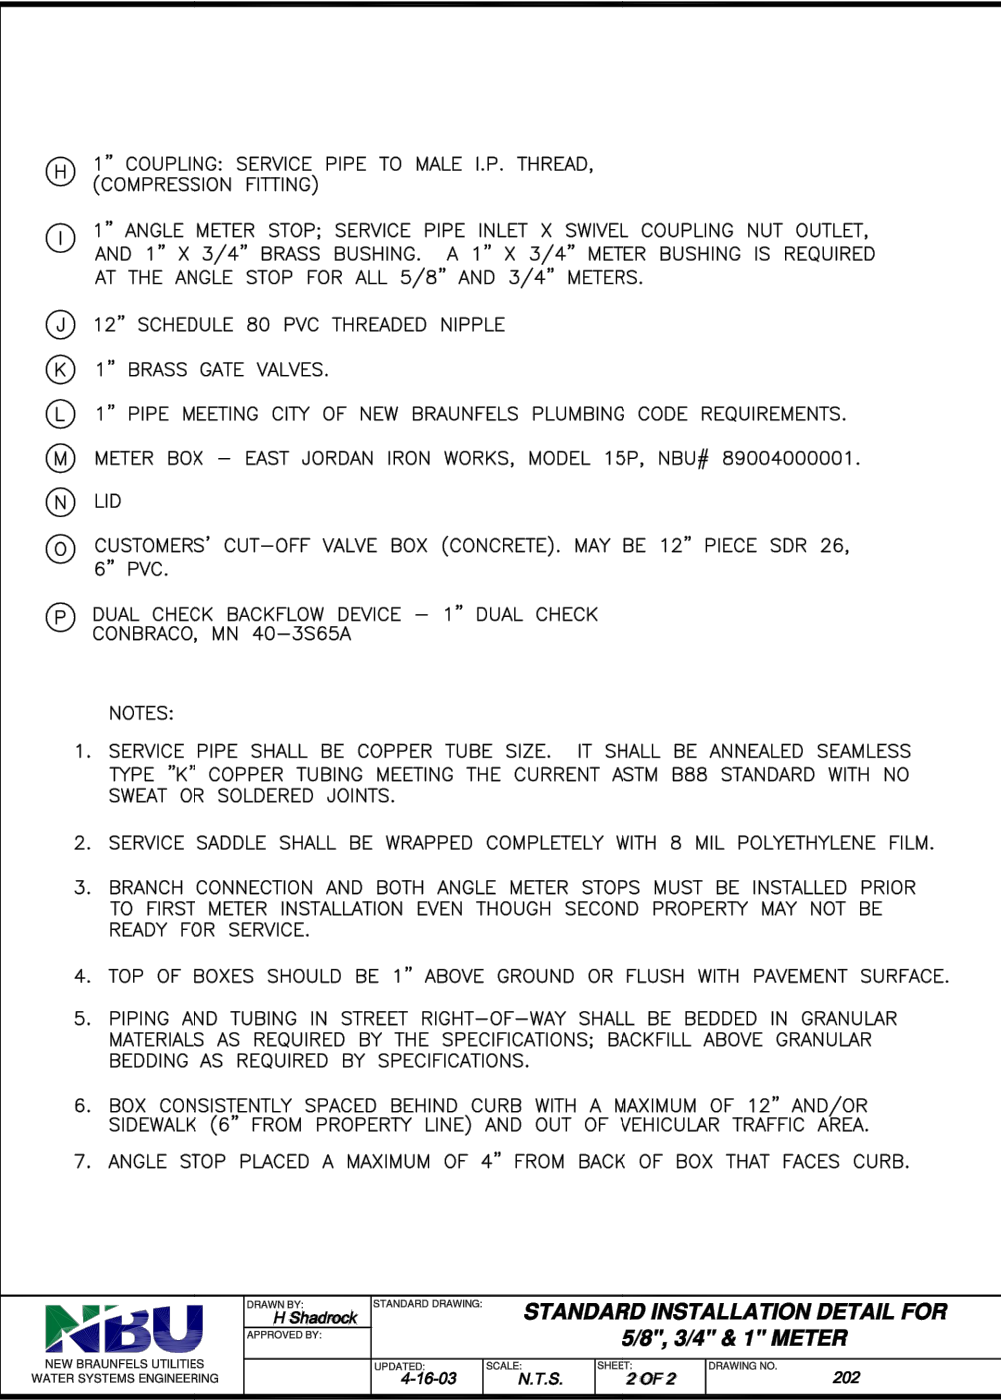 H 1” COUPLING: SERVICE PIPE TO MALE I.P. THREAD,
(COMPRESSION FITTING)
I 1” ANGLE METER STOP; SERVICE PIPE INLET X SWIVEL COUPLING NUT OUTLET,
AND 1” X 3/4” BRASS BUSHING. A 1” X 3/4” METER BUSHING IS REQUIRED
AT THE ANGLE STOP FOR ALL 5/8” AND 3/4” METERS.
J 12” SCHEDULE 80 PVC THREADED NIPPLE
K 1” BRASS GATE VALVES.
L 1” PIPE MEETING CITY OF NEW BRAUNFELS PLUMBING CODE REQUIREMENTS.
M METER BOX – EAST JORDAN IRON WORKS, MODEL 15P, NBU# 89004000001.
N LID
O CUSTOMERS’ CUT–OFF VALVE BOX (CONCRETE). MAY BE 12” PIECE SDR 26,
6” PVC.
P DUAL CHECK BACKFLOW DEVICE – 1” DUAL CHECK
CONBRACO, MN 40–3S65A
NOTES:
1. SERVICE PIPE SHALL BE COPPER TUBE SIZE. IT SHALL BE ANNEALED SEAMLESS
TYPE ”K” COPPER TUBING MEETING THE CURRENT ASTM B88 STANDARD WITH NO
SWEAT OR SOLDERED JOINTS.
2. SERVICE SADDLE SHALL BE WRAPPED COMPLETELY WITH 8 MIL POLYETHYLENE FILM.
3. BRANCH CONNECTION AND BOTH ANGLE METER STOPS MUST BE INSTALLED PRIOR
TO FIRST METER INSTALLATION EVEN THOUGH SECOND PROPERTY MAY NOT BE
READY FOR SERVICE.
4. TOP OF BOXES SHOULD BE 1” ABOVE GROUND OR FLUSH WITH PAVEMENT SURFACE.
5. PIPING AND TUBING IN STREET RIGHT–OF–WAY SHALL BE BEDDED IN GRANULAR
MATERIALS AS REQUIRED BY THE SPECIFICATIONS; BACKFILL ABOVE GRANULAR
BEDDING AS REQUIRED BY SPECIFICATIONS.
6. BOX CONSISTENTLY SPACED BEHIND CURB WITH A MAXIMUM OF 12” AND/OR
SIDEWALK (6” FROM PROPERTY LINE) AND OUT OF VEHICULAR TRAFFIC AREA.
7. ANGLE STOP PLACED A MAXIMUM OF 4” FROM BACK OF BOX THAT FACES CURB.
NBU
NEW BRAUNFELS UTILITIES
WATER SYSTEMS ENGINEERING
DRAWN BY:
H Shadrock
APPROVED BY:
STANDARD DRAWING:
STANDARD INSTALLATION DETAIL FOR
5/8", 3/4" & 1" METER
UPDATED:
4-16-03
SCALE:
N.T.S.
SHEET:
2 OF 2
DRAWING NO.
202